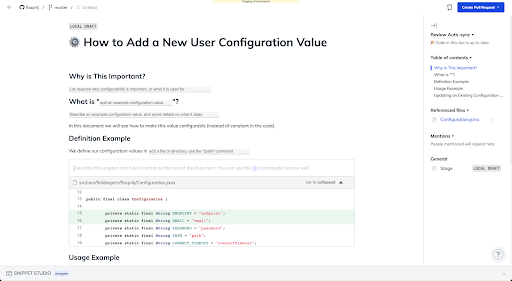 Staging Environment
floqidj / master / Untitled
Create Pull Request
LOCAL DRAFT
How to Add a New User Configuration Value
Why is This Important?
List reasons why configurability is important, or what it's used for
What is "add an example configuration value"?
Describe an example configuration value, and some details on what it does
In this document we will see how to make this value configurable (instead of constant in the code).
Definition Example
We define our configuration values in add a file or directory, use the "path" command
Describe this snippet and how it relates to the rest of the document. You can use the commands here as well
Configuration.java
Set to collapsed
12
13 public final class Configuration {
14
15 private static final String ENDPOINT = "endpoint";
16 private static final String EMAIL = "email";
17 private static final String PASSWORD = "password";
18 private static final String PATH = "path";
19 private static final String CONNECT_TIMEOUT = "connectTimeout";
Usage Example
Review Auto-sync
Code in this doc is up to date
Table of contents
Why is This Important?
What is ""?
Definition Example
Usage Example
Updating an Existing Configuration ...
Referenced files
Configuration.java
Mentions
People mentioned will appear here
General
Stage LOCAL DRAFT
?
SNIPPET STUDIO 1 snippet